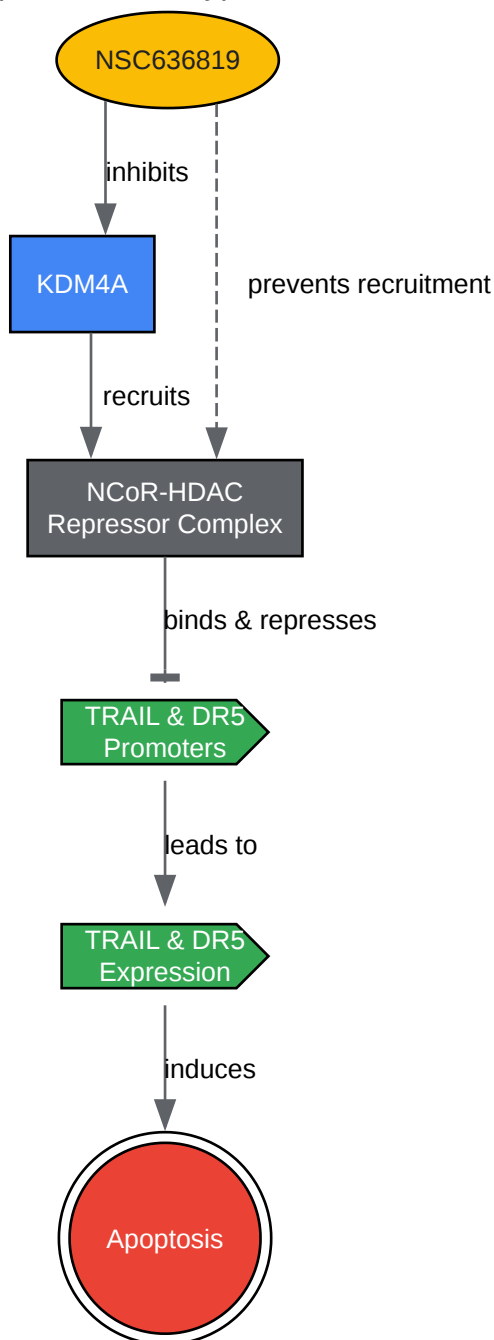 NSC636819
inhibits
KDM4A
prevents recruitment
recruits
NCoR-HDAC
Repressor Complex
binds & represses
TRAIL & DR5
Promoters
leads to
TRAIL & DR5
Expression
induces
Apoptosis